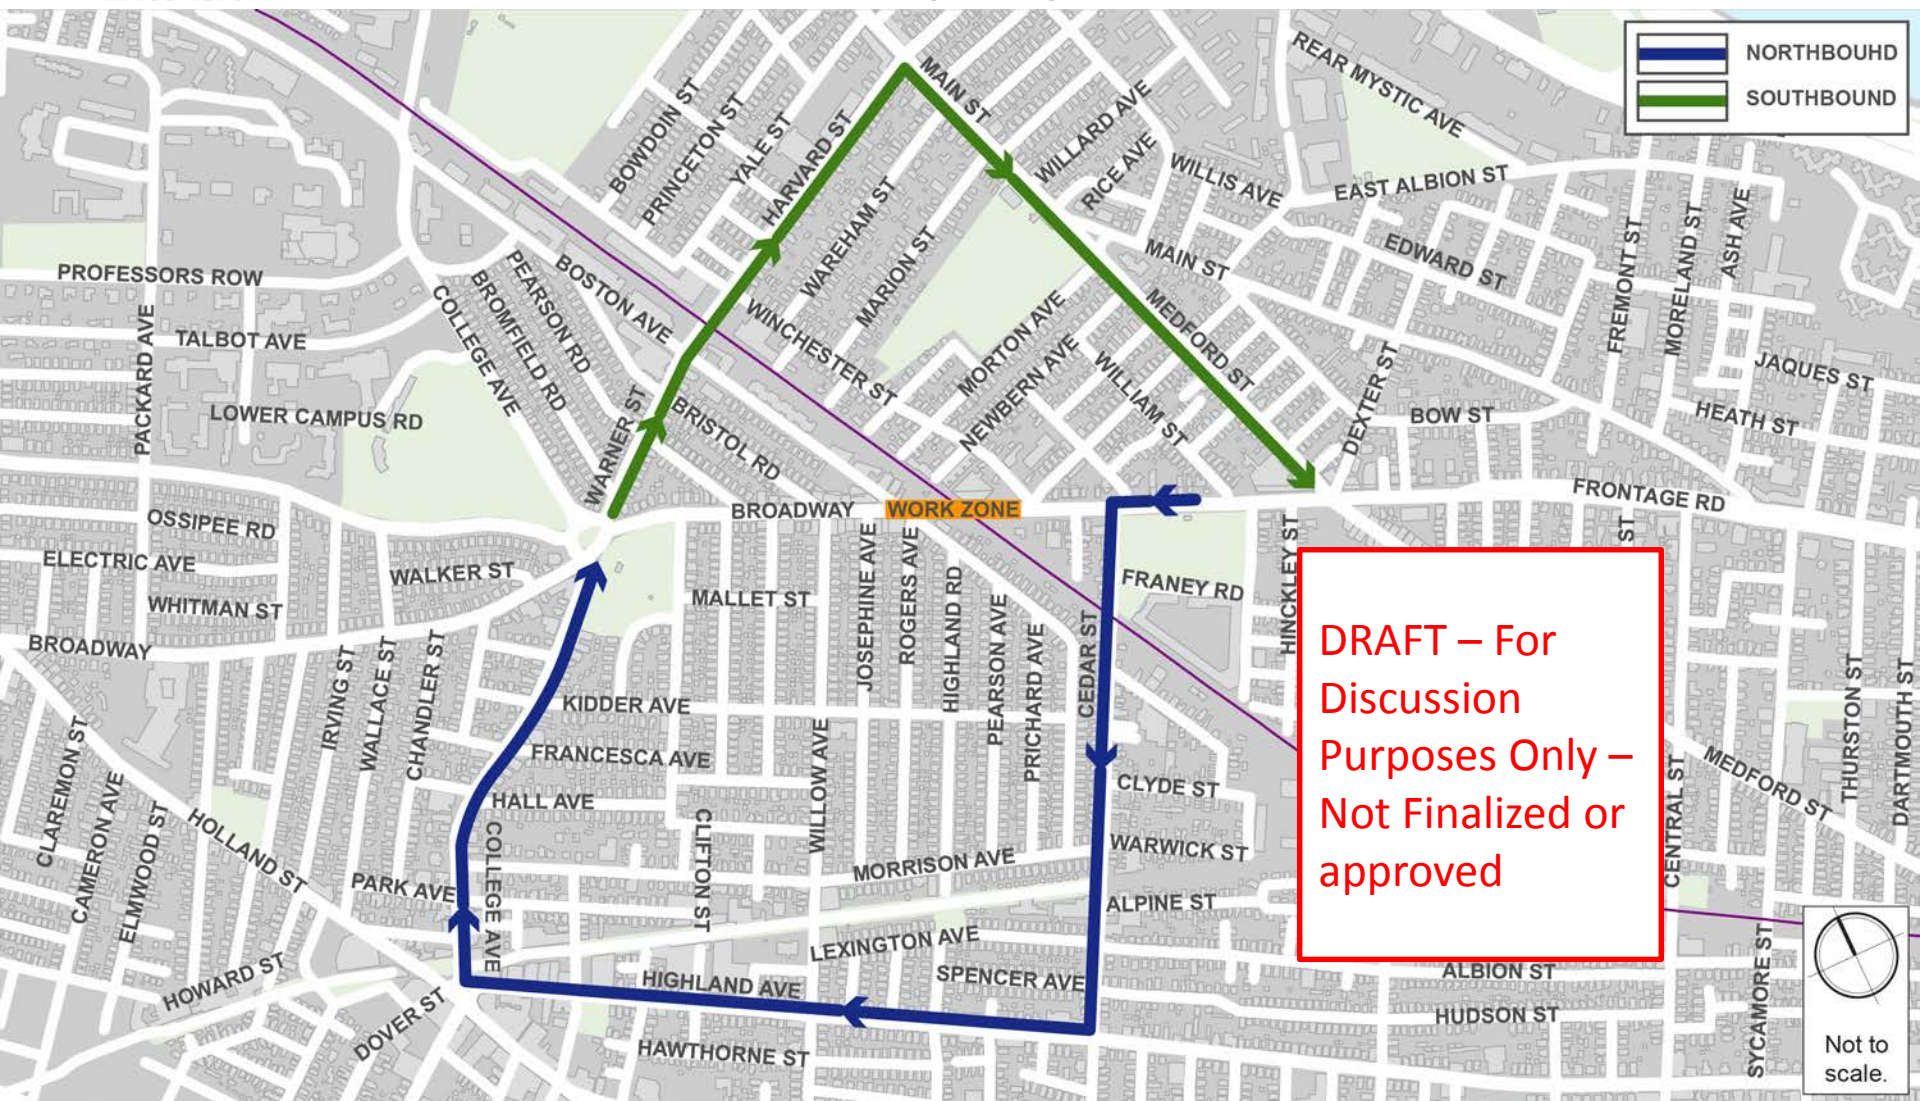 NORTHBOUHD
SOUTHBOUND
MAIN ST
REAR MYSTIC AVE
BOWDOIN ST
PRINCETON ST
YALE ST
HARVARD ST
WILLARD AVE
RICE AVE
WILLIS AVE
EAST ALBION ST
WAREHAM ST
MARION ST
MAIN ST
EDWARD ST
FREMONT ST
MORELAND ST
ASH AVE
PROFESSORS ROW
PEARSON RD
BROMFIELD RD
BOSTON AVE
COLLEGE AVE
WINCHESTER ST
MORTON AVE
NEWBERN AVE
MEDFORD ST
WILLIAM ST
TALBOT AVE
PACKARD AVE
LOWER CAMPUS RD
WARNER ST
BRISTOL RD
DEXTER ST
BOW ST
JAQUES ST
HEATH ST
BROADWAY
WORK ZONE
FRONTAGE RD
OSSIPEE RD
ELECTRIC AVE
WALKER ST
WHITMAN ST
MALLET ST
JOSEPHINE AVE
ROGERS AVE
HIGHLAND RD
PEARSON AVE
PRICHARD AVE
CEDAR ST
FRANEY RD
HINCKLEY ST
ST
BROADWAY
IRVING ST
WALLACE ST
CHANDLER ST
KIDDER AVE
FRANCESCA AVE
HALL AVE
WILLOW AVE
CLYDE ST
WARWICK ST
DRAFT – For
Discussion
Purposes Only –
Not Finalized or
approved
CENTRAL ST
MEDFORD ST
THURSTON ST
DARTMOUTH ST
CLAREMON ST
CAMERON AVE
ELMWOOD ST
HOLLAND ST
PARK AVE
COLLEGE AVE
CLIFTON ST
MORRISON AVE
ALPINE ST
LEXINGTON AVE
SPENCER AVE
HIGHLAND AVE
HOWARD ST
DOVER ST
HAWTHORNE ST
ALBION ST
HUDSON ST
SYCAMORE ST
Not to
scale.